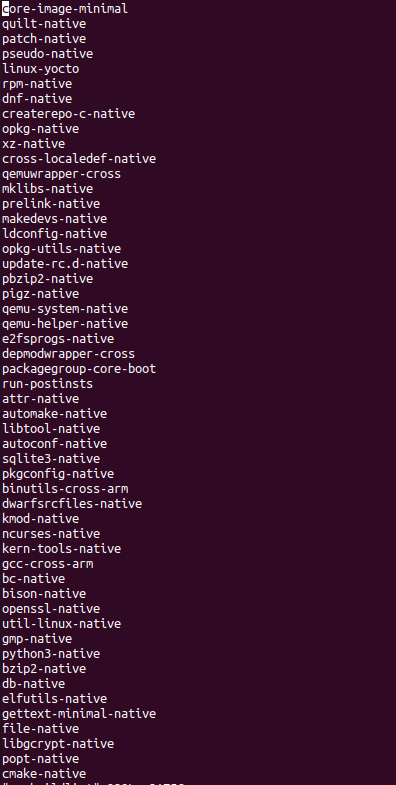 core-image-minimal
quilt-native
patch-native
pseudo-native
linux-yocto
rpm-native
dnf-native
createrepo-c-native
opkg-native
xz-native
cross-localedef-native
qemuwrapper-cross
mklibs-native
prelink-native
makedevs-native
ldconfig-native
opkg-utils-native
update-rc.d-native
pbzip2-native
pigz-native
qemu-system-native
qemu-helper-native
e2fsprogs-native
depmodwrapper-cross
packagegroup-core-boot
run-postinsts
attr-native
automake-native
libtool-native
autoconf-native
sqlite3-native
pkgconfig-native
binutils-cross-arm
dwarfsrcfiles-native
kmod-native
ncurses-native
kern-tools-native
gcc-cross-arm
bc-native
bison-native
openssl-native
util-linux-native
gmp-native
python3-native
bzip2-native
db-native
elfutils-native
gettext-minimal-native
file-native
libgcrypt-native
popt-native
cmake-native